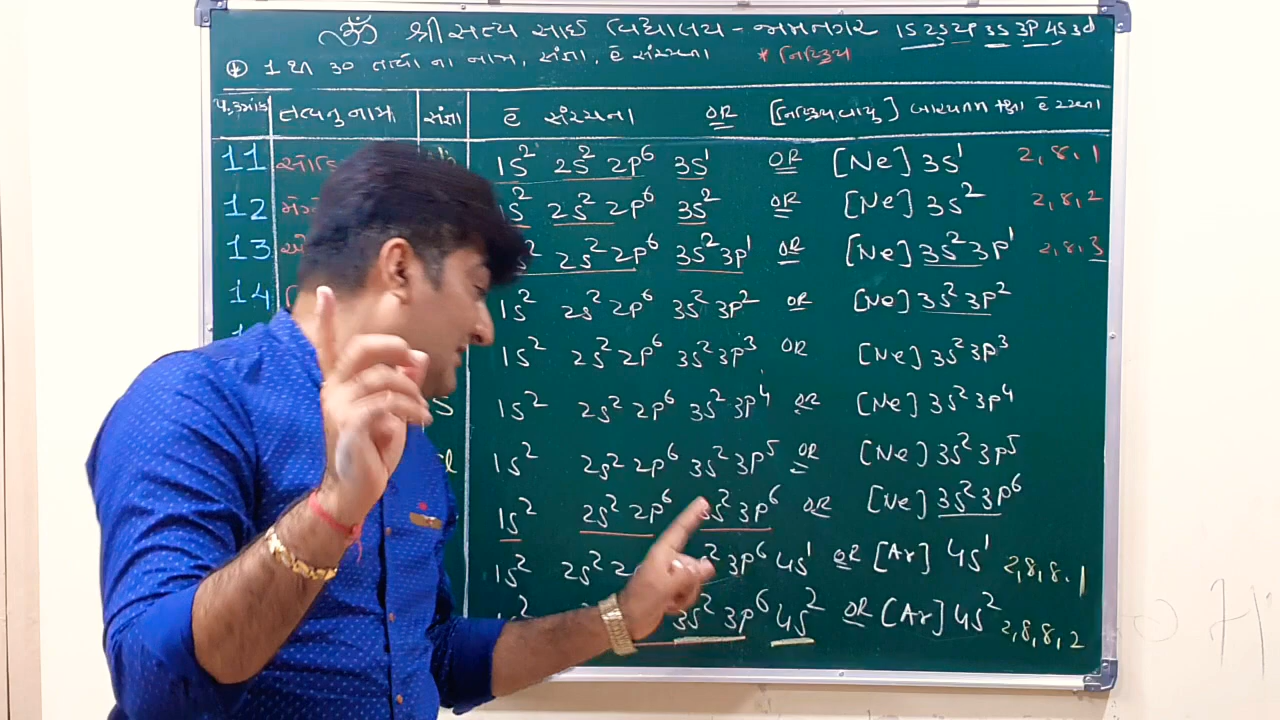 ૐ શ્રી સત્ય સાઈ વિદ્યાલય - જામનગર 1S 2S 2P 3S 3P 4S 3d
* 1 થી 30 તત્વો ના નામ, સંજ્ઞા, ē સંરચના * નિષ્ક્રિય
પ.ક્રમાંક તત્વનુ નામ સંજ્ઞા ē સંરચના OR [નિષ્ક્રિયવાયુ] ē રચના
11 1S² 2S² 2P⁶ 3S¹ OR [Ne] 3S¹ 2,8,1
12 S² 2S² 2P⁶ 3S² OR [Ne] 3S² 2,8,2
13 2S² 2P⁶ 3S² 3P¹ OR [Ne] 3S² 3P¹ 2,8,3
14 1S² 2S² 2P⁶ 3S² 3P² OR [Ne] 3S² 3P²
1S² 2S² 2P⁶ 3S² 3P³ OR [Ne] 3S² 3P³
S 1S² 2S² 2P⁶ 3S² 3P⁴ OR [Ne] 3S² 3P⁴
1S² 2S² 2P⁶ 3S² 3P⁵ OR [Ne] 3S² 3P⁵
1S² 2S² 2P⁶ 3S² 3P⁶ OR [Ne] 3S² 3P⁶
1S² 2S² 3P⁶ 4S¹ OR [Ar] 4S¹ 2,8,8,1
3S² 3P⁶ 4S² OR [Ar] 4S² 2,8,8,2